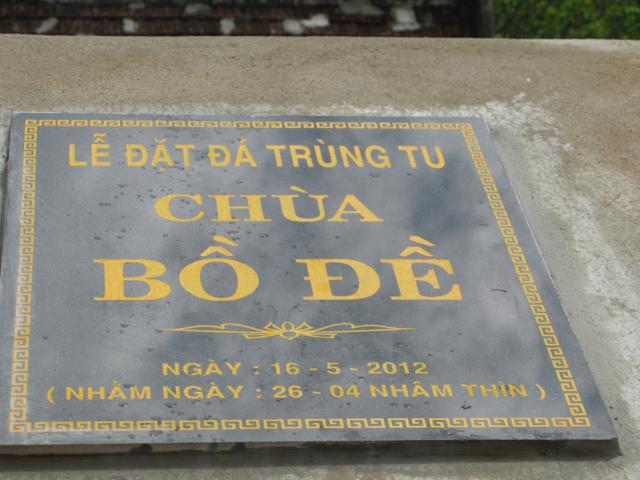 LỄ ĐẶT ĐÁ TRÙNG TU
CHÙA
BỒ ĐỀ
NGÀY : 16 - 5 - 2012
( NHẰM NGÀY : 26 - 04 NHÂM THÌN )